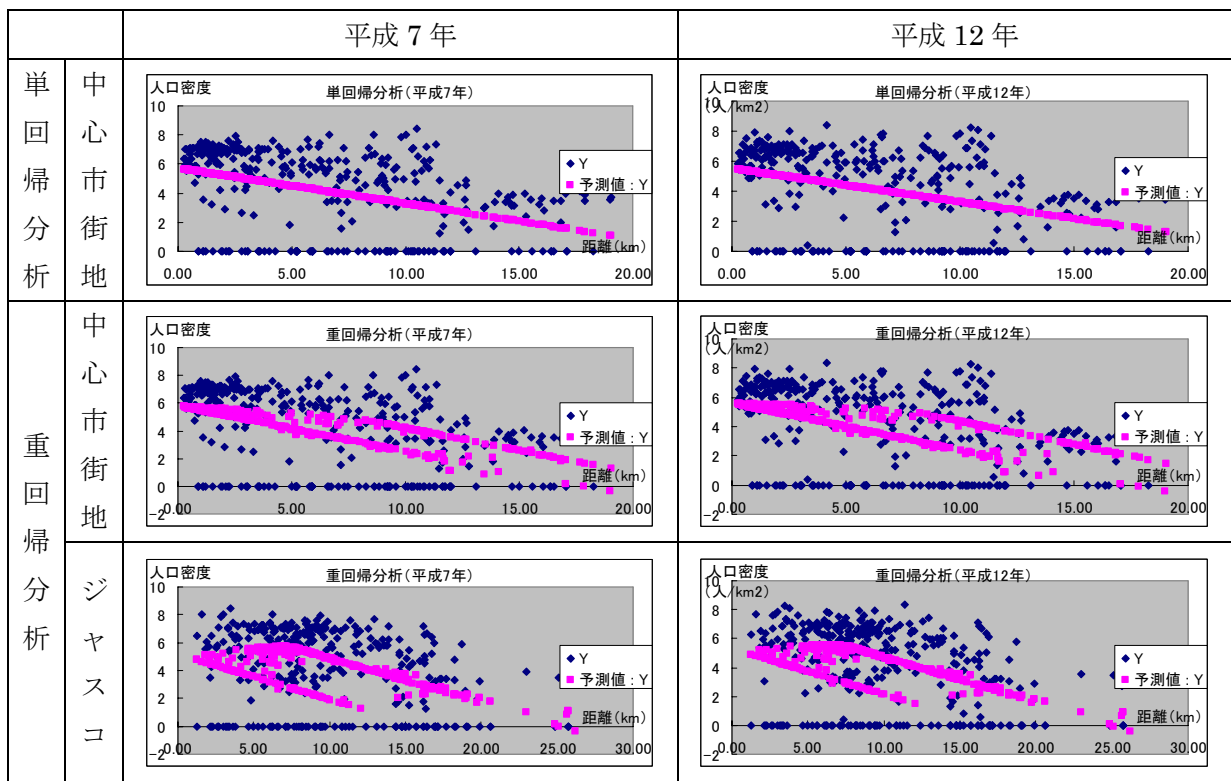 平成 7 年
平成 12 年
単回帰分析
中心市街地
人口密度
単回帰分析(平成7年)
10
8
6
4
2
0
0.00 5.00 10.00 15.00 20.00
距離(km)
Y
予測値：Y
人口密度
(人/km2)
単回帰分析(平成12年)
10
8
6
4
2
0
0.00 5.00 10.00 15.00 20.00
距離(km)
Y
予測値：Y
重回帰分析
中心市街地
人口密度
重回帰分析(平成7年)
10
8
6
4
2
0
-2
0.00 5.00 10.00 15.00 20.00
距離(km)
Y
予測値：Y
人口密度
(人/km2)
重回帰分析(平成12年)
10
8
6
4
2
0
-2
0.00 5.00 10.00 15.00 20.00
距離(km)
Y
予測値：Y
ジャスコ
人口密度
重回帰分析(平成7年)
10
8
6
4
2
0
-2
0.00 5.00 10.00 15.00 20.00 25.00 30.00
距離(km)
Y
予測値：Y
人口密度
(人/km2)
重回帰分析(平成12年)
10
8
6
4
2
0
-2
0.00 5.00 10.00 15.00 20.00 25.00 30.00
距離(km)
Y
予測値：Y